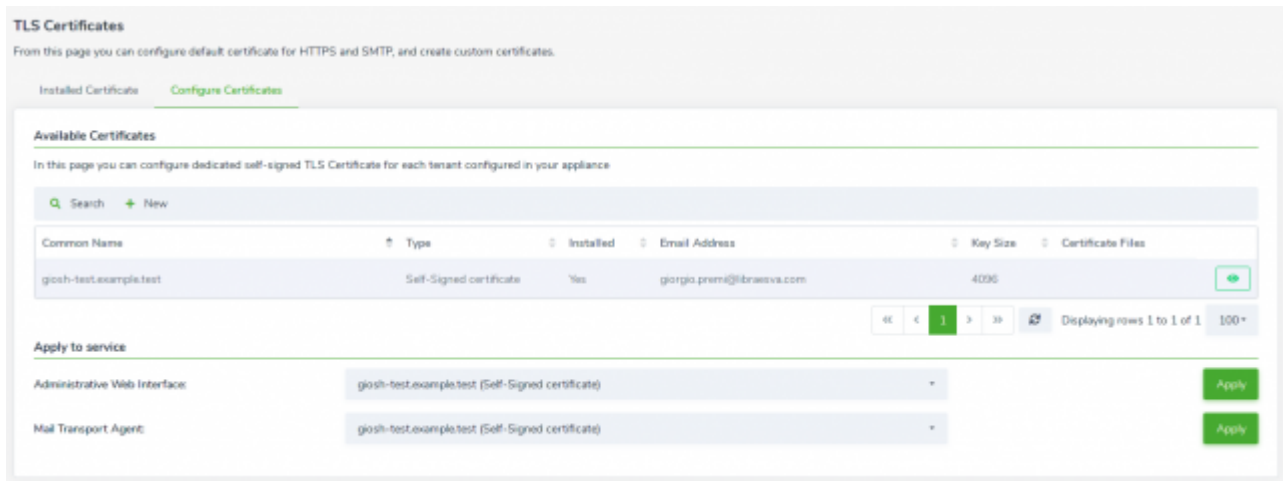 TLS Certificates
From this page you can configure default certificate for HTTPS and SMTP, and create custom certificates.
Installed Certificate Configure Certificates
Available Certificates
In this page you can configure dedicated self-signed TLS Certificate for each tenant configured in your appliance
Search + New
Common Name Type Installed Email Address Key Size Certificate Files
giosh-test.example.test Self-Signed certificate Yes giorgio.premi@libraesva.com 4096
<< < 1 > >> Displaying rows 1 to 1 of 1 100
Apply to service
Administrative Web Interface: giosh-test.example.test (Self-Signed certificate) Apply
Mail Transport Agent: giosh-test.example.test (Self-Signed certificate) Apply